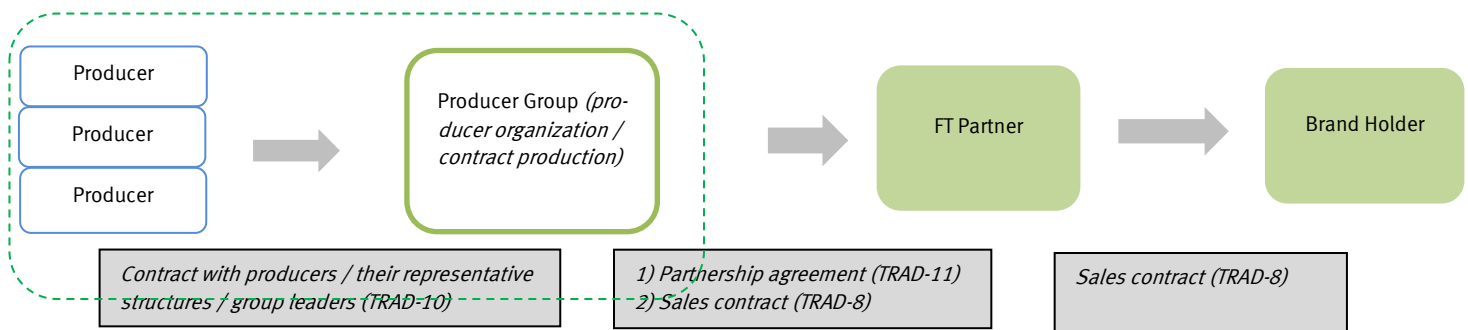 Producer
Producer
Producer
Producer Group (pro-
ducer organization /
contract production)
FT Partner
Brand Holder
Contract with producers / their representative
structures / group leaders (TRAD-10)
1) Partnership agreement (TRAD-11)
2) Sales contract (TRAD-8)
Sales contract (TRAD-8)